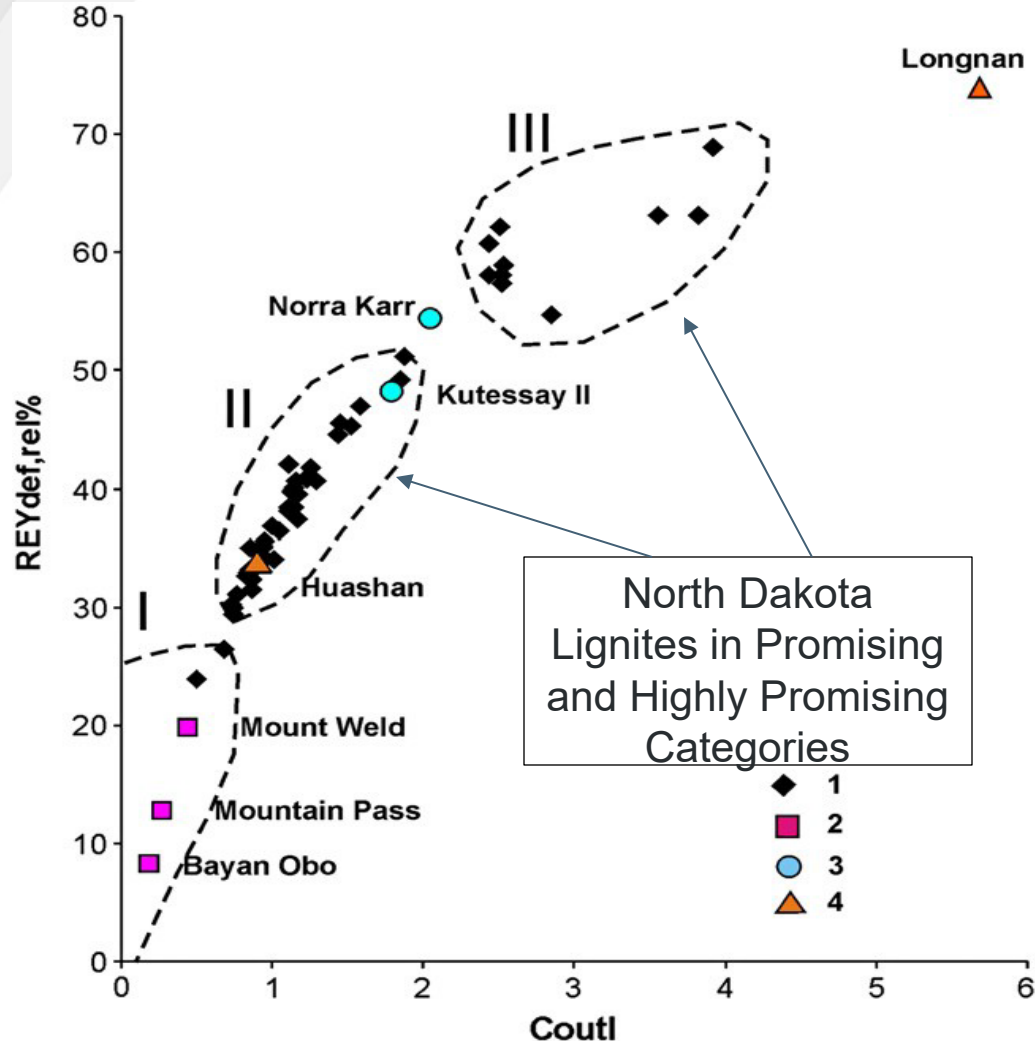 80
Longnan
70
III
60
Norra Karr
50
Kutessay II
II
REYdef,rel%
40
Huashan
30
I
North Dakota
Lignites in Promising
and Highly Promising
Categories
20
Mount Weld
1
2
Mountain Pass
10
Bayan Obo
3
4
0
0 1 2 3 4 5 6
Coutl